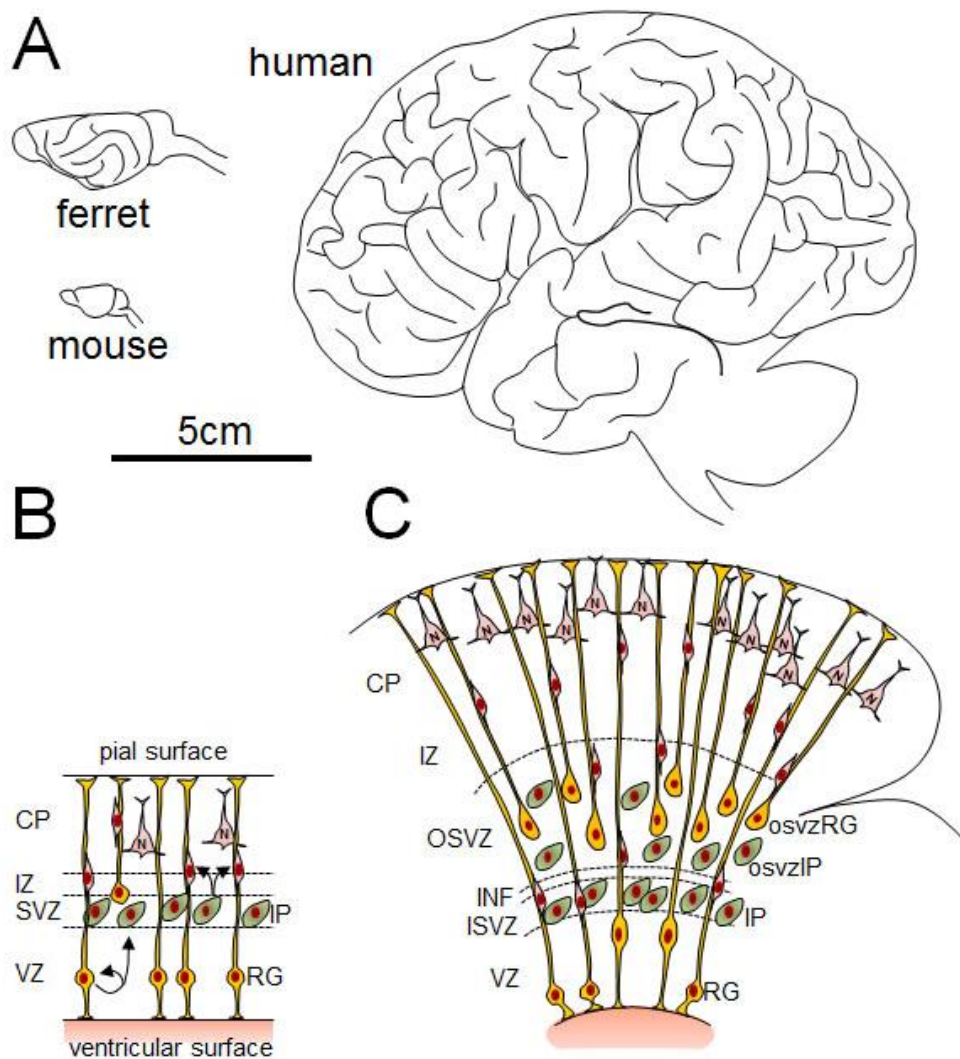 A
human
ferret
mouse
5cm
B
pial surface
CP
N
N
IZ
SVZ
IP
VZ
RG
ventricular surface
C
N
N
N
N
N
N
N
N
N
N
N
N
CP
IZ
OSVZ
osvzRG
osvzIP
INF
ISVZ
IP
VZ
RG